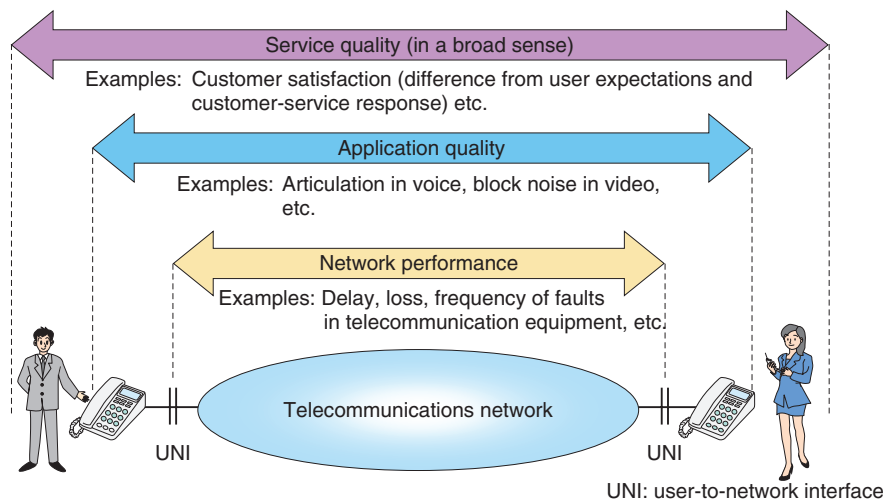 Service quality (in a broad sense)
Examples: Customer satisfaction (difference from user expectations and
customer-service response) etc.
Application quality
Examples: Articulation in voice, block noise in video,
etc.
Network performance
Examples: Delay, loss, frequency of faults
in telecommunication equipment, etc.
Telecommunications network
UNI
UNI
UNI: user-to-network interface